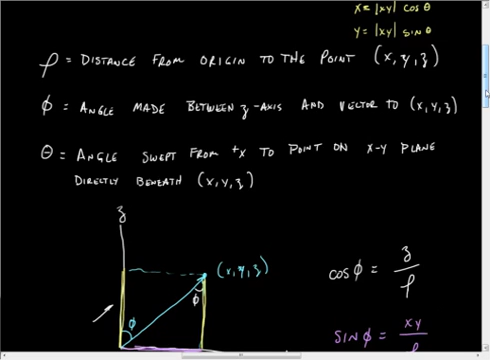 x = |xy| cos θ
y = |xy| sin θ
ρ = DISTANCE FROM ORIGIN TO THE POINT (x, y, z)
ϕ = ANGLE MADE BETWEEN z-AXIS AND VECTOR TO (x, y, z)
θ = ANGLE SWEPT FROM +x TO POINT ON X-Y PLANE
DIRECTLY BENEATH (x, y, z)
z
(x, y, z)
ϕ
ϕ
cos ϕ = z / ρ
sin ϕ = xy / ρ